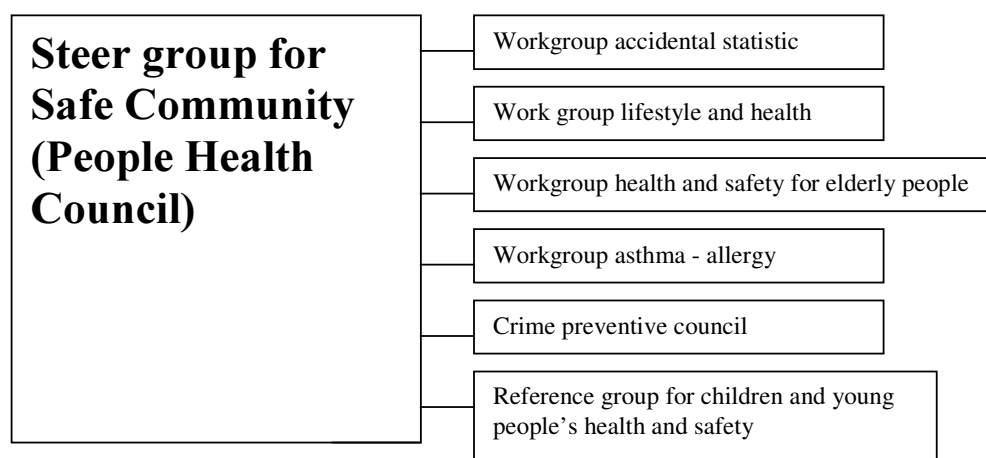 Steer group for
Safe Community
(People Health
Council)
Workgroup accidental statistic
Work group lifestyle and health
Workgroup health and safety for elderly people
Workgroup asthma - allergy
Crime preventive council
Reference group for children and young
people’s health and safety